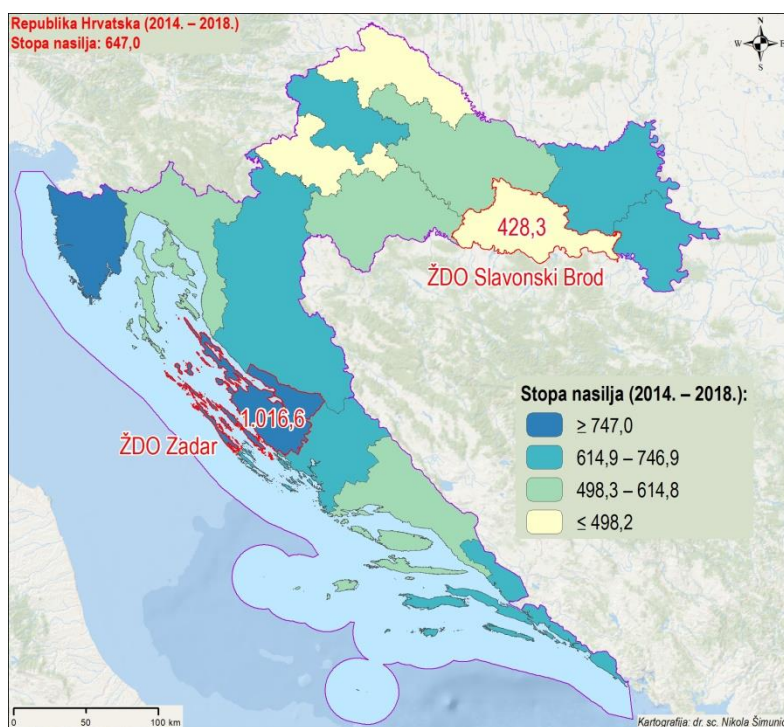 Republika Hrvatska (2014. – 2018.)
Stopa nasilja: 647,0
N
W E
S
428,3
ŽDO Slavonski Brod
1.016,6
ŽDO Zadar
Stopa nasilja (2014. – 2018.):
≥ 747,0
614,9 – 746,9
498,3 – 614,8
≤ 498,2
0 50 100 km
Kartografija: dr. sc. Nikola Šimunić